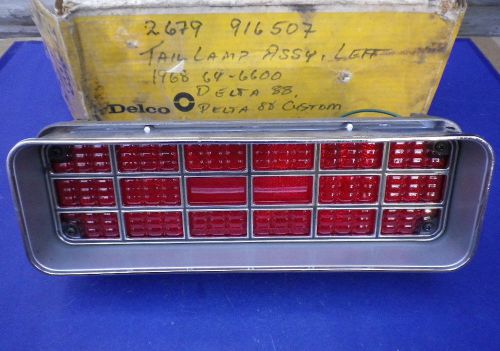 2679 916507
TAIL LAMP ASSY, LEFT
1968 64-6600
DELTA 88,
Delco DELTA 88 CUSTOM